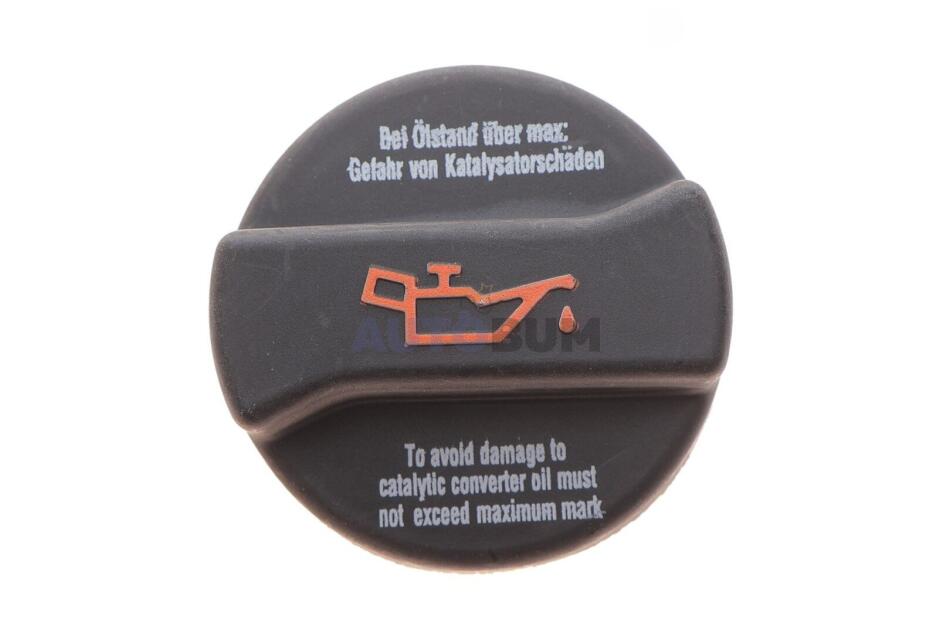 Bei Ölstand über max:
Gefahr von Katalysatorschäden
AUTOBUM
To avoid damage to
catalytic converter oil must
not exceed maximum mark